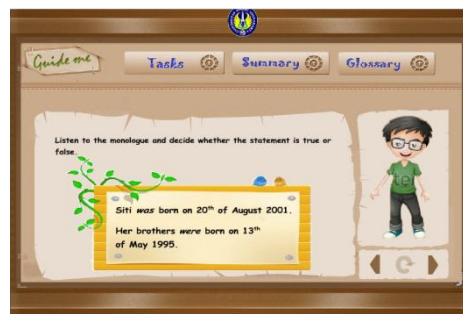 Guide me
Tasks
Summary
Glossary
Listen to the monologue and decide whether the statement is true or
false.
Siti was born on 20th of August 2001.
Her brothers were born on 13th
of May 1995.